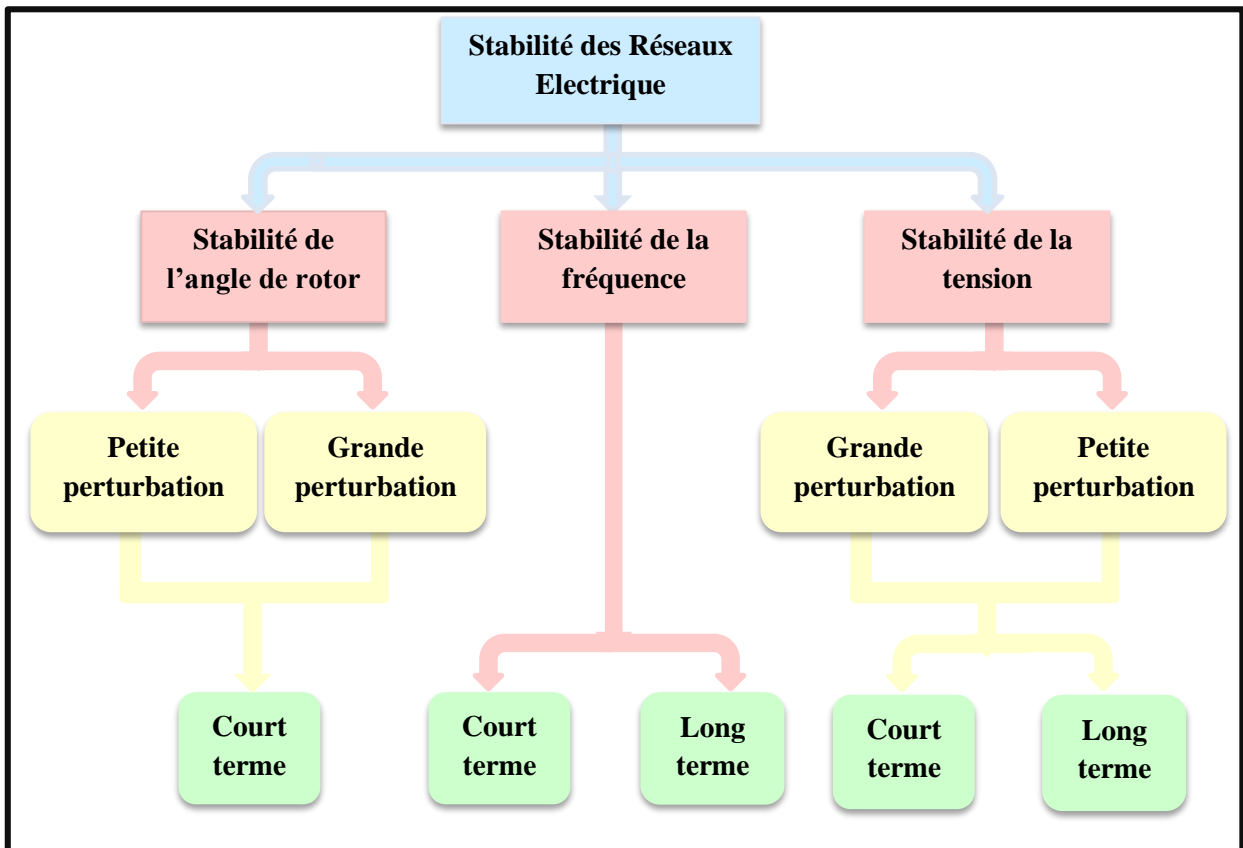 Stabilité des Réseaux
Electrique
Stabilité de
l’angle de rotor
Stabilité de la
fréquence
Stabilité de la
tension
Petite
perturbation
Grande
perturbation
Grande
perturbation
Petite
perturbation
Court
terme
Court
terme
Long
terme
Court
terme
Long
terme